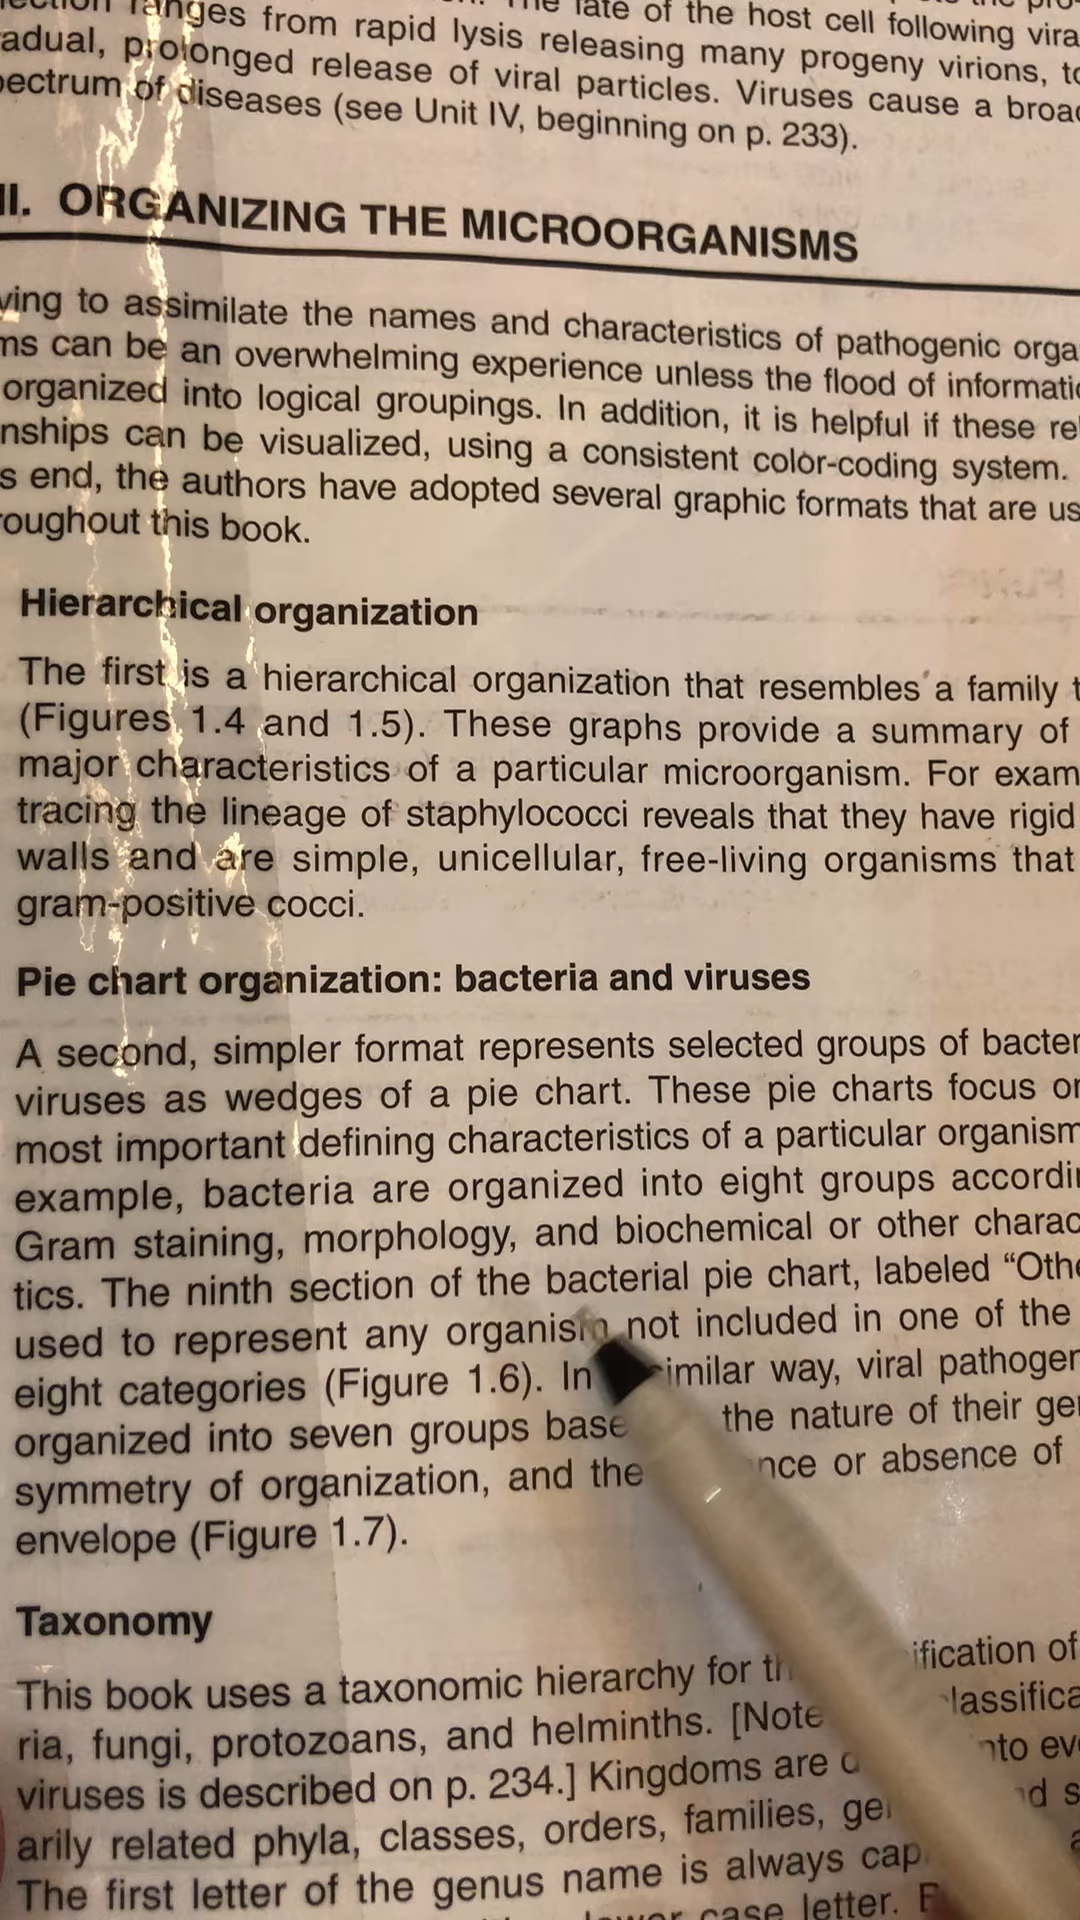 ranges from rapid lysis releasing many progeny virions, to
prolonged release of viral particles. Viruses cause a
of diseases (see Unit IV, beginning on p. 233).
II. ORGANIZING THE MICROORGANISMS
to assimilate the names and characteristics of pathogenic orga
ms can be an overwhelming experience unless the flood of informati
organized into logical groupings. In addition, it is helpful if these re
nships can be visualized, using a consistent color-coding system.
s end, the authors have adopted several graphic formats that are us
roughout this book.
Hierarchical organization
The first is a hierarchical organization that resembles a family t
(Figures 1.4 and 1.5). These graphs provide a summary of
major characteristics of a particular microorganism. For exam
tracing the lineage of staphylococci reveals that they have rigid
walls and are simple, unicellular, free-living organisms that
gram-positive cocci.
Pie chart organization: bacteria and viruses
A second, simpler format represents selected groups of bacter
viruses as wedges of a pie chart. These pie charts focus on
most important defining characteristics of a particular organism
example, bacteria are organized into eight groups accordi
Gram staining, morphology, and biochemical or other charac
tics. The ninth section of the bacterial pie chart, labeled “Othe
used to represent any organism not included in one of the
eight categories (Figure 1.6). In similar way, viral pathogen
organized into seven groups base the nature of their ge
symmetry of organization, and the nce or absence of
envelope (Figure 1.7).
Taxonomy
This book uses a taxonomic hierarchy for th ification of
ria, fungi, protozoans, and helminths. [Note lassifica
viruses is described on p. 234.] Kingdoms are nto ev
arily related phyla, classes, orders, families, ge d s
The first letter of the genus name is always cap
case letter.